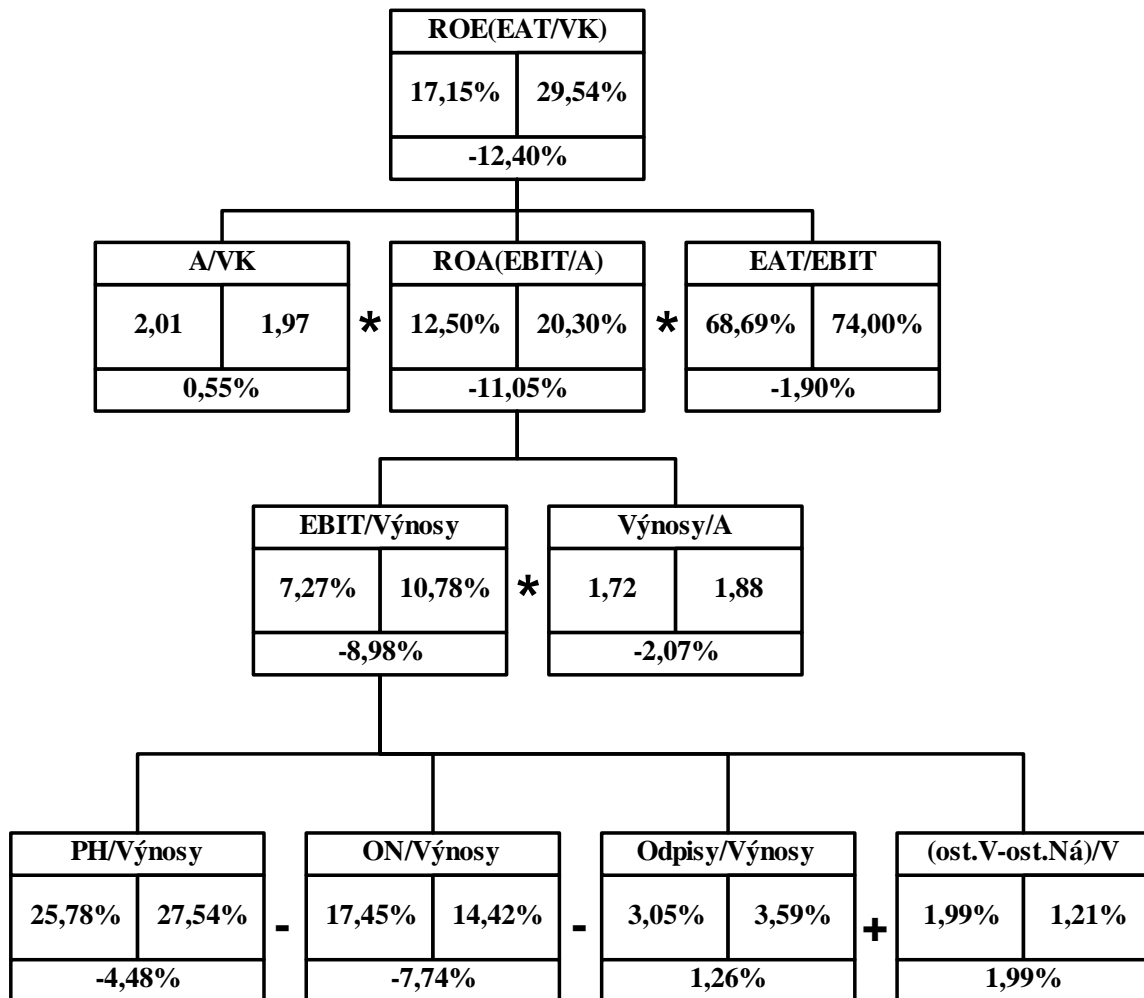 ROE(EAT/VK)
17,15% 29,54%
-12,40%
A/VK ROA(EBIT/A) EAT/EBIT
2,01 1,97 * 12,50% 20,30% * 68,69% 74,00%
0,55% -11,05% -1,90%
EBIT/Výnosy Výnosy/A
7,27% 10,78% * 1,72 1,88
-8,98% -2,07%
PH/Výnosy ON/Výnosy Odpisy/Výnosy (ost.V-ost.Ná)/V
25,78% 27,54% - 17,45% 14,42% - 3,05% 3,59% + 1,99% 1,21%
-4,48% -7,74% 1,26% 1,99%